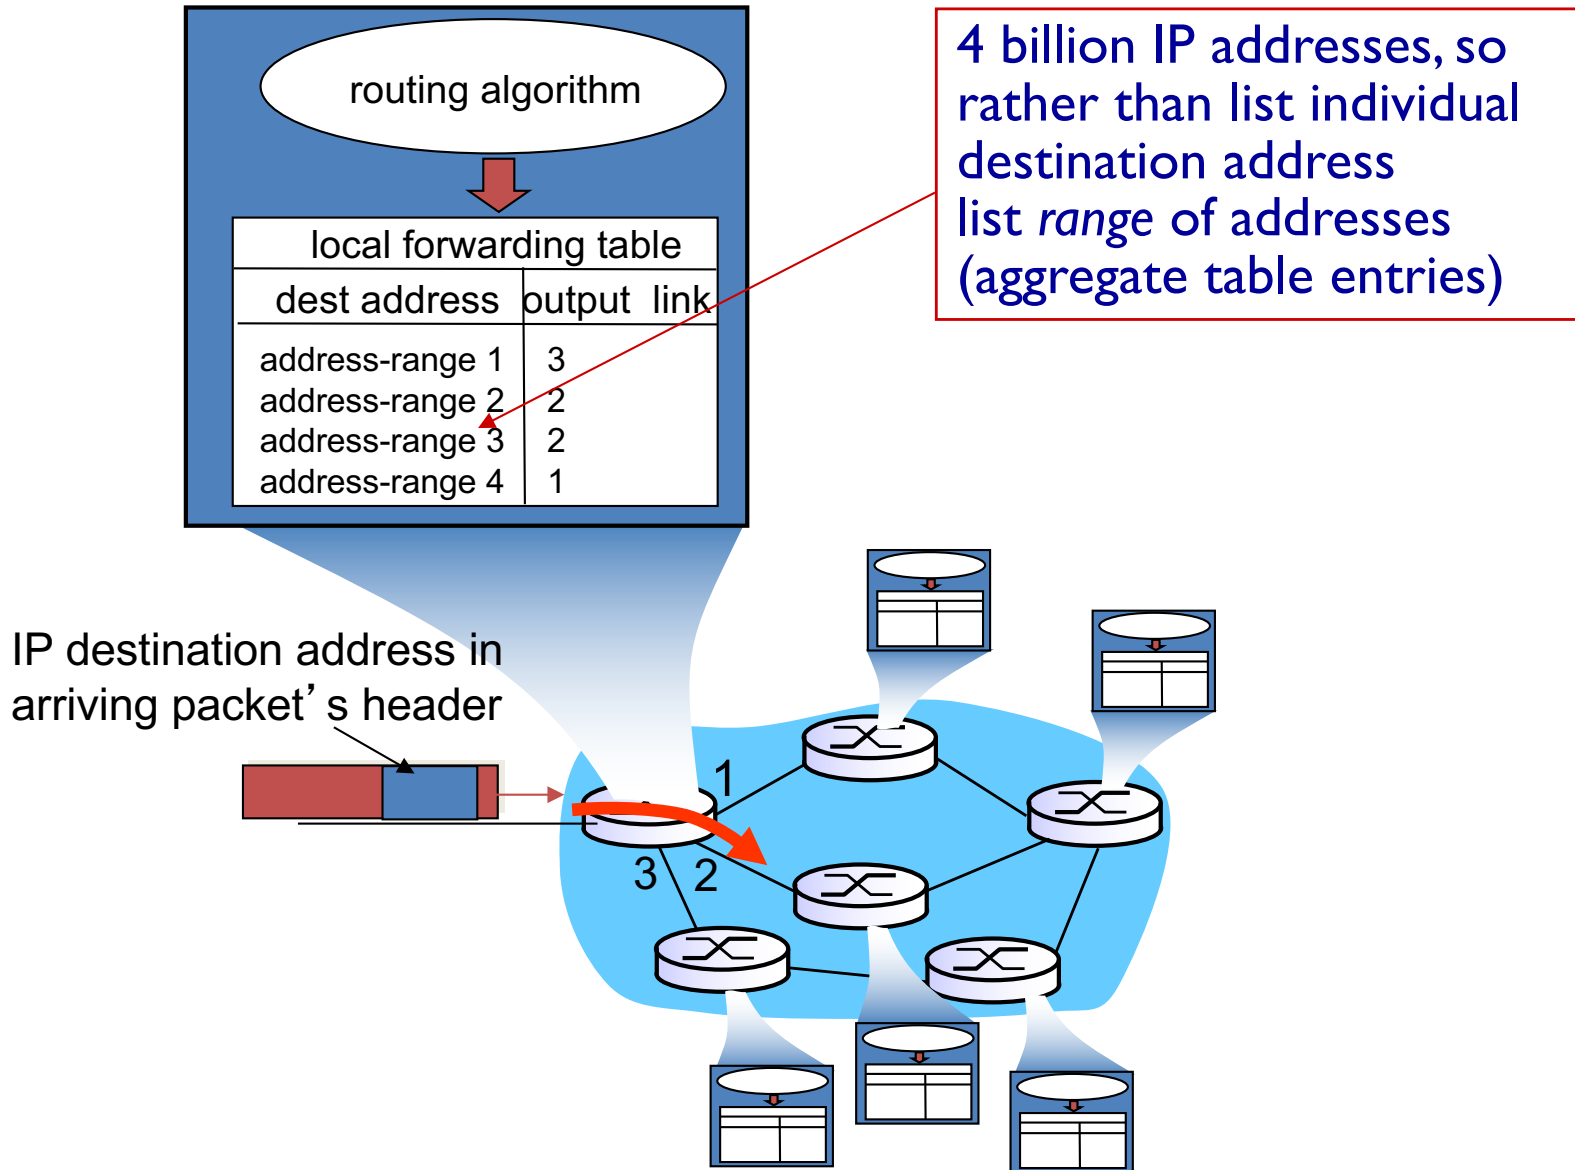 routing algorithm
local forwarding table
dest address output link
address-range 1 3
address-range 2 2
address-range 3 2
address-range 4 1
4 billion IP addresses, so
rather than list individual
destination address
list range of addresses
(aggregate table entries)
IP destination address in
arriving packet’s header
1
3 2